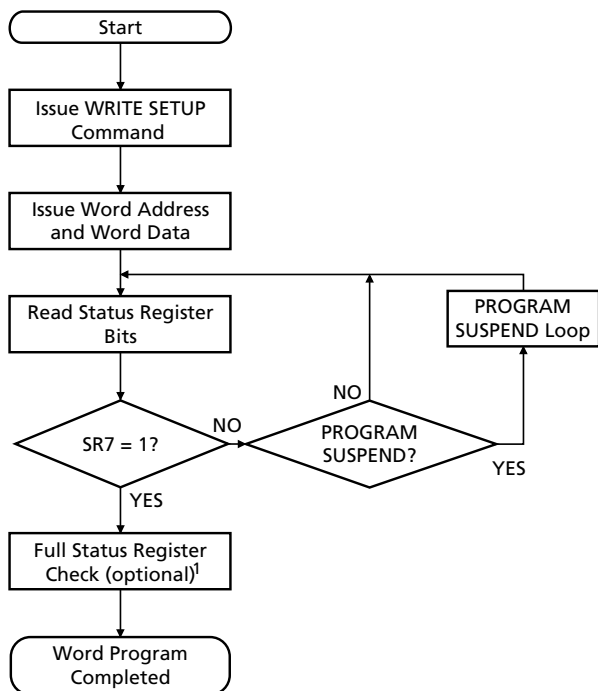 Start
Issue WRITE SETUP
Command
Issue Word Address
and Word Data
Read Status Register
Bits
PROGRAM
SUSPEND Loop
SR7 = 1?
NO
PROGRAM
SUSPEND?
NO
YES
YES
Full Status Register
Check (optional)1
Word Program
Completed